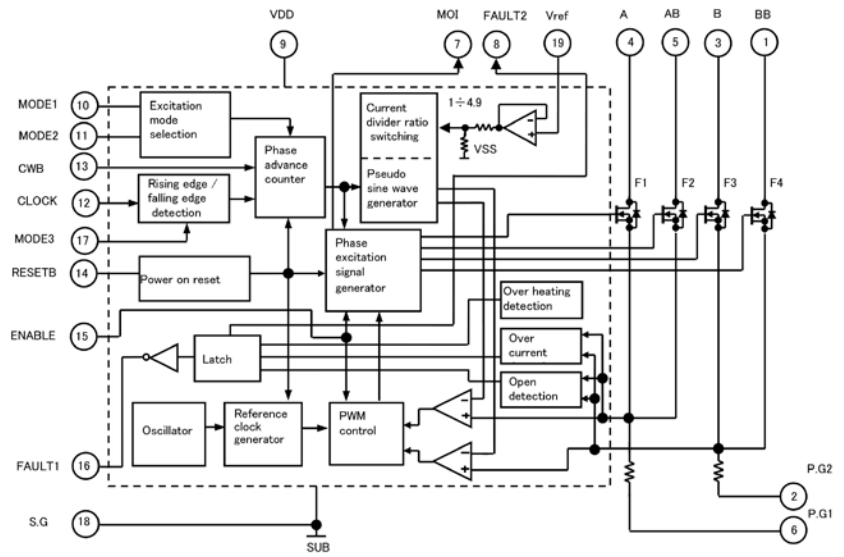 VDD
MOI
FAULT2
Vref
A
AB
B
BB
9
7
8
19
4
5
3
1
MODE1
10
MODE2
11
CWB
13
CLOCK
12
MODE3
17
RESETB
14
ENABLE
15
FAULT1
16
S.G
18
Excitation
mode
selection
Phase
advance
counter
Rising edge /
falling edge
detection
Power on reset
Current
divider ratio
switching
Pseudo
sine wave
generator
1÷4.9
VSS
- +
Phase
excitation
signal
generator
F1
F2
F3
F4
Over heating
detection
Over
current
Open
detection
Latch
Oscillator
Reference
clock
generator
PWM
control
-
+
-
+
P.G2
2
P.G1
6
SUB